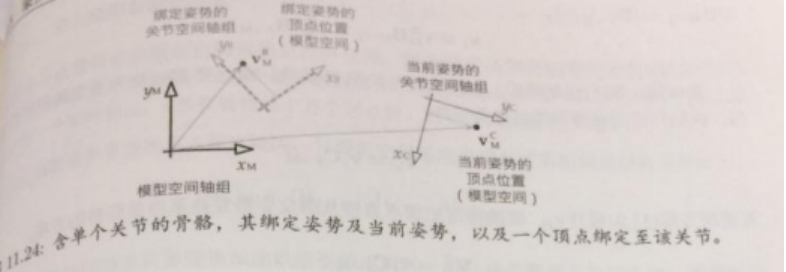 绑定姿势的
关节空间轴组
绑定姿势的
顶点位置
(模型空间)
y_B
v_M^B
x_B
当前姿势的
关节空间轴组
y_M
y_C
v_M^C
x_M
x_C
模型空间轴组
当前姿势的
顶点位置
(模型空间)
11.24: 含单个关节的骨骼，其绑定姿势及当前姿势，以及一个顶点绑定至该关节。